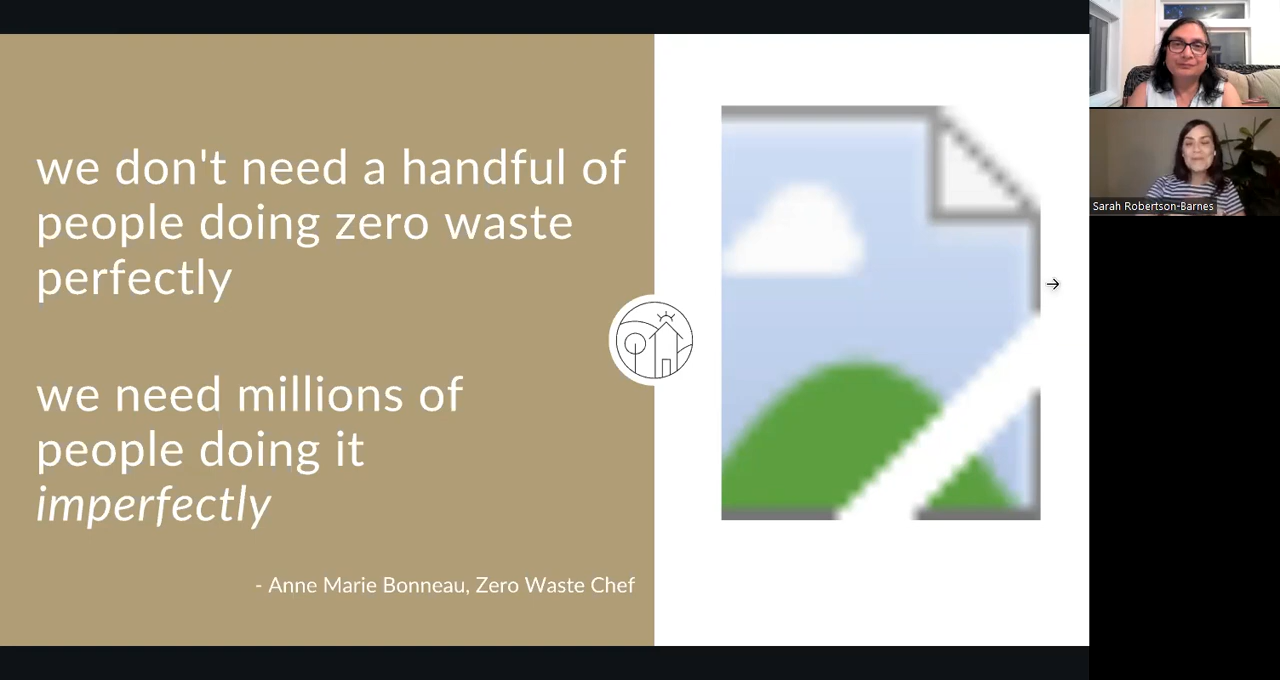 we don't need a handful of
people doing zero waste
perfectly
we need millions of
people doing it
imperfectly
- Anne Marie Bonneau, Zero Waste Chef
Sarah Robertson-Barnes